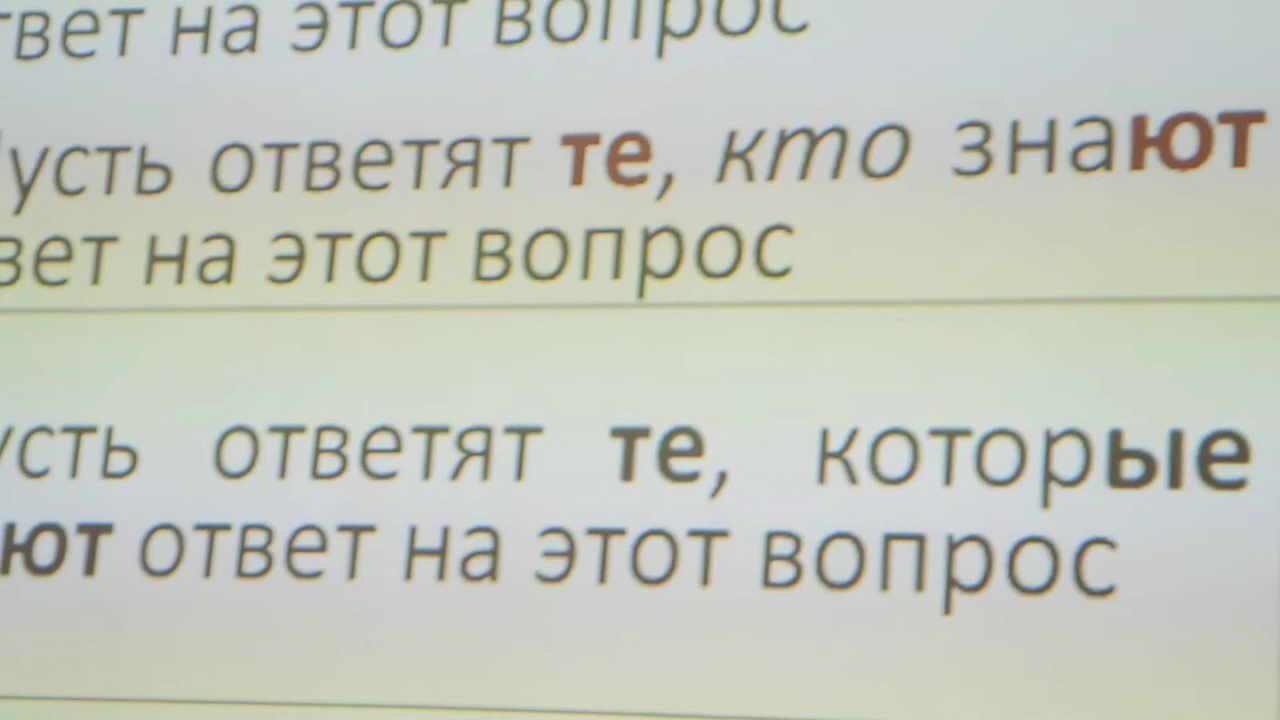 твет на этот вопрос
усть ответят те, кто знают
вет на этот вопрос
усть ответят те, которые
ют ответ на этот вопрос